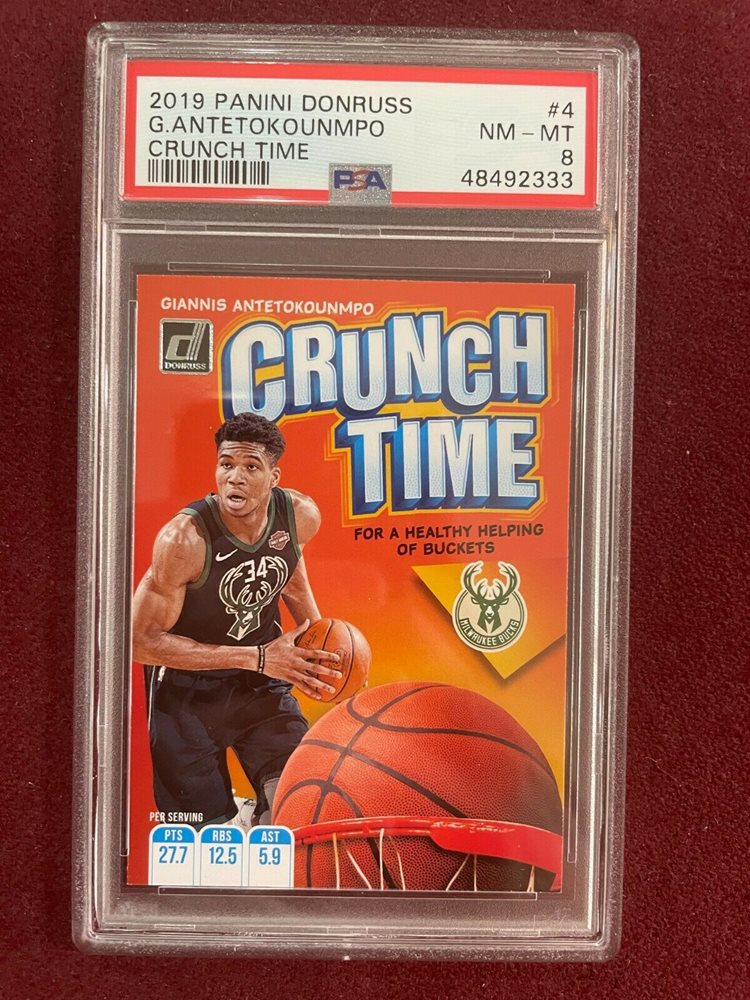 2019 PANINI DONRUSS #4
G.ANTETOKOUNMPO NM – MT
CRUNCH TIME 8
PSA 48492333
GIANNIS ANTETOKOUNMPO
DONRUSS
CRUNCH
TIME
FOR A HEALTHY HELPING
OF BUCKETS
34
MILWAUKEE BUCKS
PER SERVING
PTS RBS AST
27.7 12.5 5.9